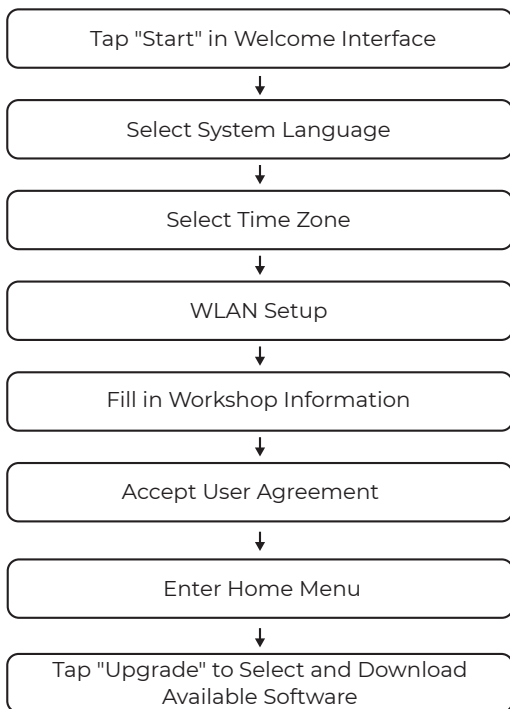 Tap "Start" in Welcome Interface
Select System Language
Select Time Zone
WLAN Setup
Fill in Workshop Information
Accept User Agreement
Enter Home Menu
Tap "Upgrade" to Select and Download
Available Software